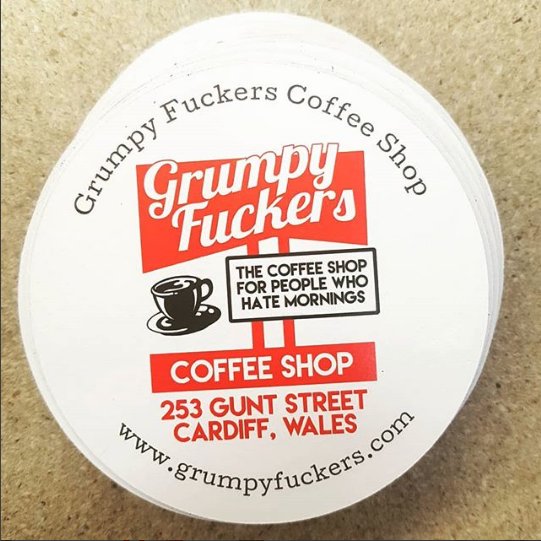 Grumpy Fuckers Coffee Shop
Grumpy
Fuckers
THE COFFEE SHOP
FOR PEOPLE WHO
HATE MORNINGS
COFFEE SHOP
253 GUNT STREET
CARDIFF, WALES
www.grumpyfuckers.com